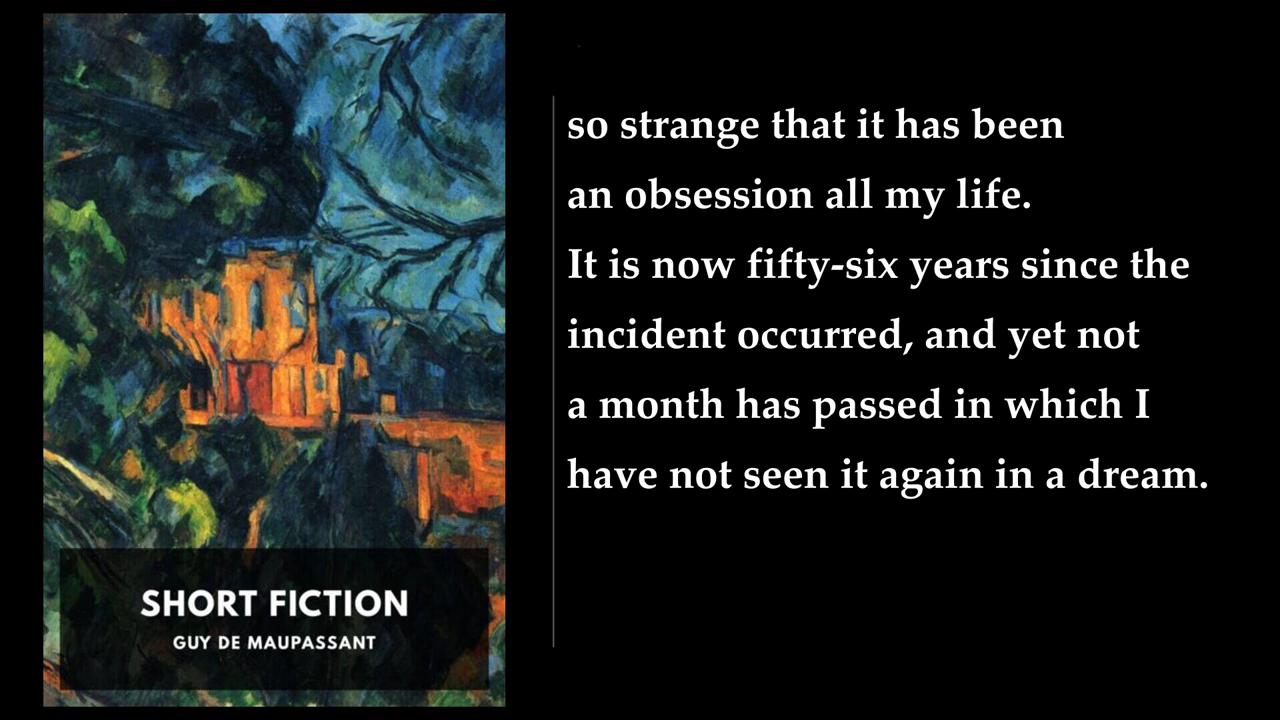 SHORT FICTION
GUY DE MAUPASSANT
so strange that it has been
an obsession all my life.
It is now fifty-six years since the
incident occurred, and yet not
a month has passed in which I
have not seen it again in a dream.